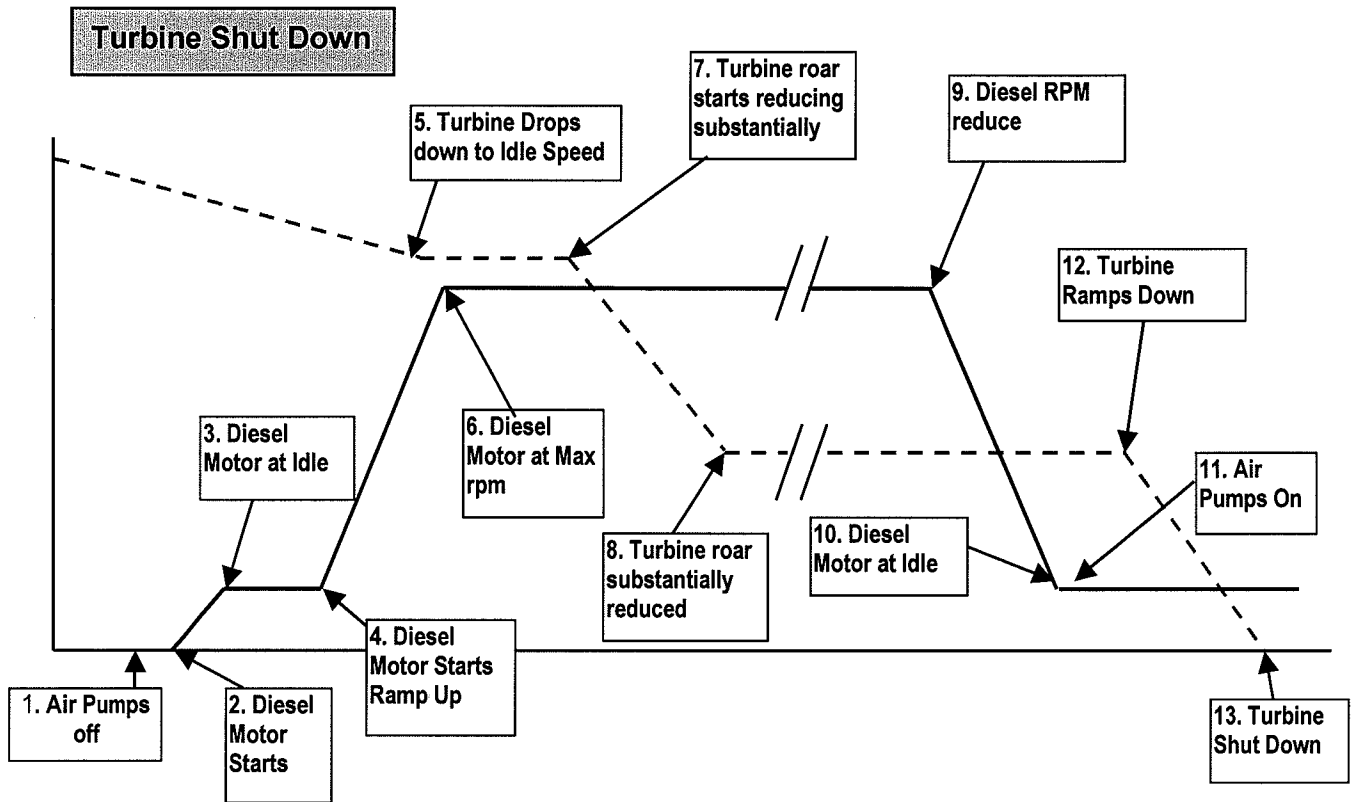 Turbine Shut Down
7. Turbine roar
starts reducing
substantially
9. Diesel RPM
reduce
5. Turbine Drops
down to Idle Speed
12. Turbine
Ramps Down
3. Diesel
Motor at Idle
6. Diesel
Motor at Max
rpm
11. Air
Pumps On
8. Turbine roar
substantially
reduced
10. Diesel
Motor at Idle
4. Diesel
Motor Starts
Ramp Up
1. Air Pumps
off
2. Diesel
Motor
Starts
13. Turbine
Shut Down